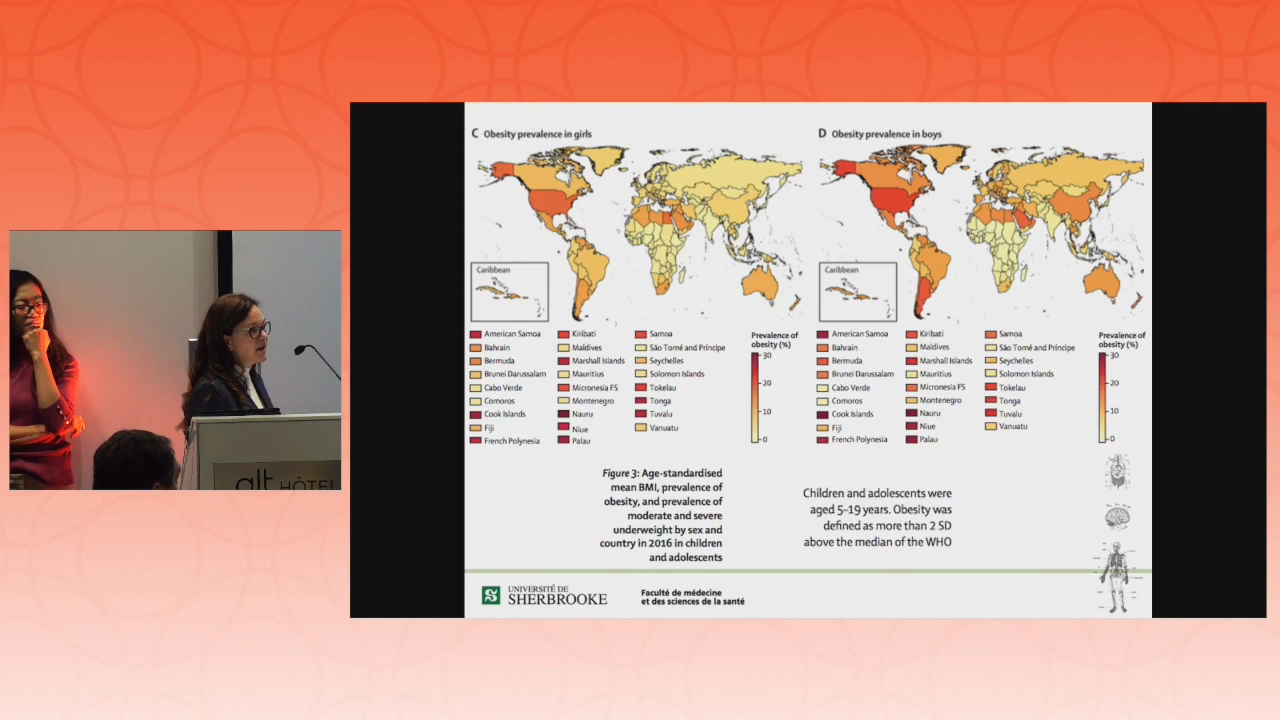 C Obesity prevalence in girls
Caribbean
American Samoa
Bahrain
Bermuda
Brunei Darussalam
Cabo Verde
Comoros
Cook Islands
Fiji
French Polynesia
Kiribati
Maldives
Marshall Islands
Mauritius
Micronesia FS
Montenegro
Nauru
Niue
Palau
Samoa
São Tomé and Príncipe
Seychelles
Solomon Islands
Tokelau
Tonga
Tuvalu
Vanuatu
Prevalence of
obesity (%)
30
20
10
0
D Obesity prevalence in boys
Caribbean
American Samoa
Bahrain
Bermuda
Brunei Darussalam
Cabo Verde
Comoros
Cook Islands
Fiji
French Polynesia
Kiribati
Maldives
Marshall Islands
Mauritius
Micronesia FS
Montenegro
Nauru
Niue
Palau
Samoa
São Tomé and Príncipe
Seychelles
Solomon Islands
Tokelau
Tonga
Tuvalu
Vanuatu
Prevalence of
obesity (%)
30
20
10
0
Figure 3: Age-standardised
mean BMI, prevalence of
obesity, and prevalence of
moderate and severe
underweight by sex and
country in 2016 in children
and adolescents
Children and adolescents were
aged 5–19 years. Obesity was
defined as more than 2 SD
above the median of the WHO
UNIVERSITÉ DE
SHERBROOKE
Faculté de médecine
et des sciences de la santé
alt HÔTEL